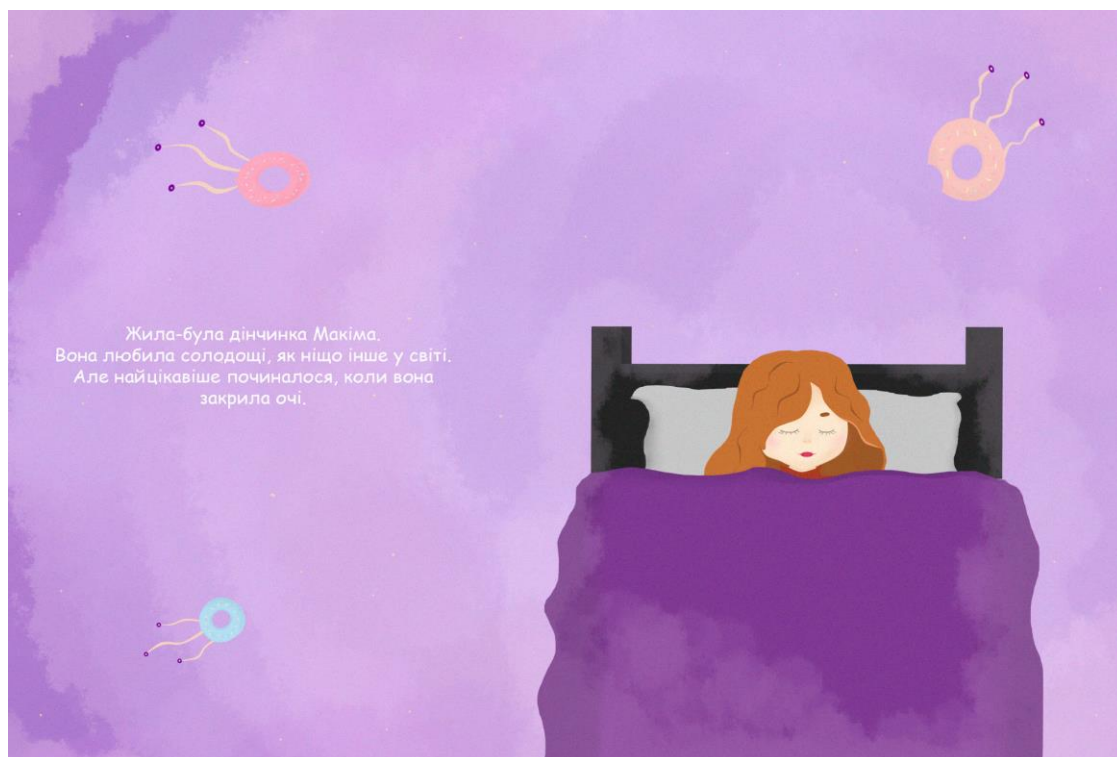 Жила-була дінчинка Макіма.
Вона любила солодощі, як ніщо інше у світі.
Але найцікавіше починалося, коли вона
закрила очі.